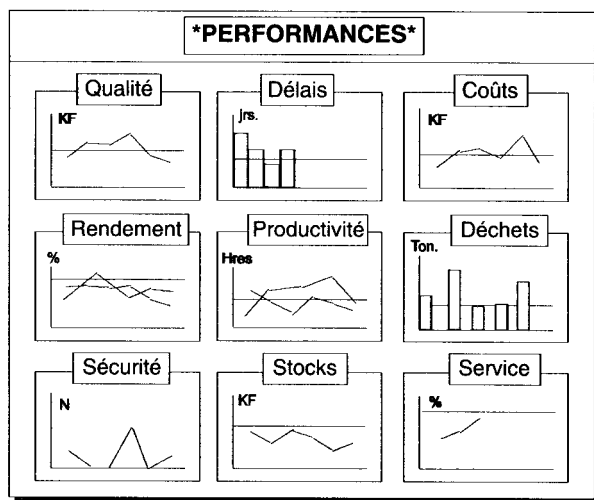 *PERFORMANCES*
Qualité
Délais
Coûts
KF
jrs.
KF
Rendement
Productivité
Déchets
%
Hres
Ton.
Sécurité
Stocks
Service
N
KF
%